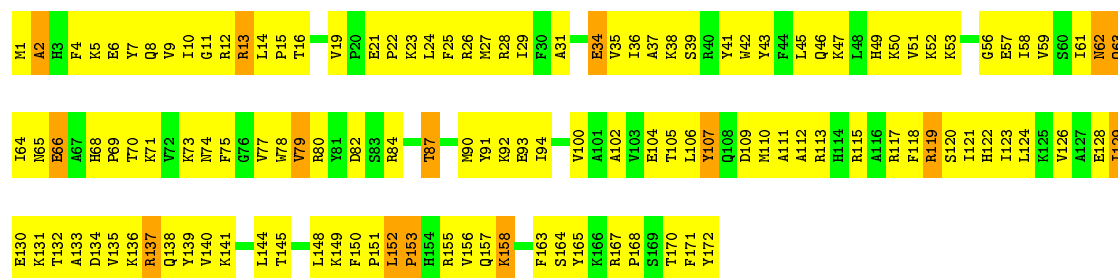 M1 A2 H3 F4 K5 E6 Y7 Q8 V9 I10 G11 R12 R13 L14 P15 T16 V19 P20 E21 P22 K23 L24 F25 R26 M27 R28 I29 F30 A31 E34 V35 I36 A37 K38 S39 R40 Y41 W42 Y43 F44 L45 Q46 K47 L48 H49 K50 V51 K52 K53 G56 E57 I58 V59 S60 I61 N62
I64 N65 E66 A67 H68 P69 T70 K71 V72 K73 N74 F75 G76 V77 W78 V79 R80 Y81 D82 S83 R84 T87 M90 Y91 K92 E93 I94 V100 A101 A102 V103 E104 T105 L106 Y107 Q108 D109 M110 A111 A112 R113 H114 R115 A116 R117 F118 R119 S120 I121 H122 I123 L124 K125 V126 A127 E128
E130 K131 T132 A133 D134 V135 K136 R137 Q138 Y139 V140 K141 L144 T145 L148 K149 F150 P151 L152 P153 H154 R155 V156 Q157 K158 F163 S164 Y165 K166 R167 P168 S169 T170 F171 Y172